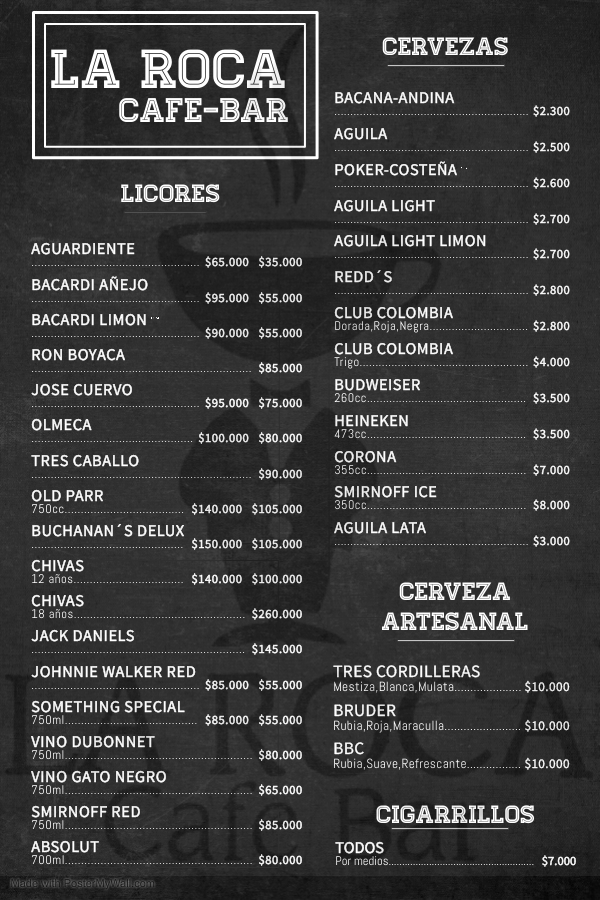 LA ROCA
CAFE-BAR
LICORES
AGUARDIENTE
$65.000 $35.000
BACARDI AÑEJO
$95.000 $55.000
BACARDI LIMON
$90.000 $55.000
RON BOYACA
$85.000
JOSE CUERVO
$95.000 $75.000
OLMECA
$100.000 $80.000
TRES CABALLO
$90.000
OLD PARR
750cc $140.000 $105.000
BUCHANAN´S DELUX
$150.000 $105.000
CHIVAS
12 años $140.000 $100.000
CHIVAS
18 años $260.000
JACK DANIELS
$145.000
JOHNNIE WALKER RED
$85.000 $55.000
SOMETHING SPECIAL
750ml $85.000 $55.000
VINO DUBONNET
750ml $80.000
VINO GATO NEGRO
750ml $65.000
SMIRNOFF RED
750ml $85.000
ABSOLUT
700ml $80.000
CERVEZAS
BACANA-ANDINA
$2.300
AGUILA
$2.500
POKER-COSTEÑA
$2.600
AGUILA LIGHT
$2.700
AGUILA LIGHT LIMON
$2.700
REDD´S
$2.800
CLUB COLOMBIA
Dorada,Roja,Negra $2.800
CLUB COLOMBIA
Trigo $4.000
BUDWEISER
260cc $3.500
HEINEKEN
473cc $3.500
CORONA
355cc $7.000
SMIRNOFF ICE
350cc $8.000
AGUILA LATA
$3.000
CERVEZA
ARTESANAL
TRES CORDILLERAS
Mestiza,Blanca,Mulata $10.000
BRUDER
Rubia,Roja,Maraculla $10.000
BBC
Rubia,Suave,Refrescante $10.000
CIGARRILLOS
TODOS
Por medios $7.000
LA ROCA
Café Bar
Made with PosterMyWall.com